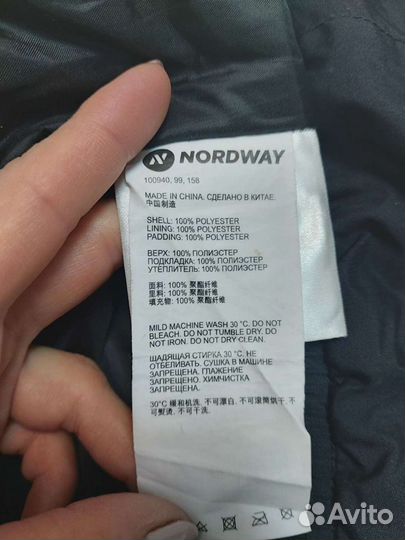 NORDWAY
100940, 99, 158
MADE IN CHINA. СДЕЛАНО В КИТАЕ.
中国制造
SHELL: 100% POLYESTER
LINING: 100% POLYESTER
PADDING: 100% POLYESTER
ВЕРХ: 100% ПОЛИЭСТЕР
ПОДКЛАДКА: 100% ПОЛИЭСТЕР
УТЕПЛИТЕЛЬ: 100% ПОЛИЭСТЕР
面料: 100% 聚酯纤维
里料: 100% 聚酯纤维
填充物: 100% 聚酯纤维
MILD MACHINE WASH 30 °C. DO NOT
BLEACH. DO NOT TUMBLE DRY. DO
NOT IRON. DO NOT DRY CLEAN.
ЩАДЯЩАЯ СТИРКА 30 °C. НЕ
ОТБЕЛИВАТЬ. СУШКА В МАШИНЕ
ЗАПРЕЩЕНА. ГЛАЖЕНИЕ
ЗАПРЕЩЕНО. ХИМЧИСТКА
ЗАПРЕЩЕНА.
30°C 缓和机洗. 不可漂白. 不可滚筒烘干. 不
可熨烫. 不可干洗.
Avito